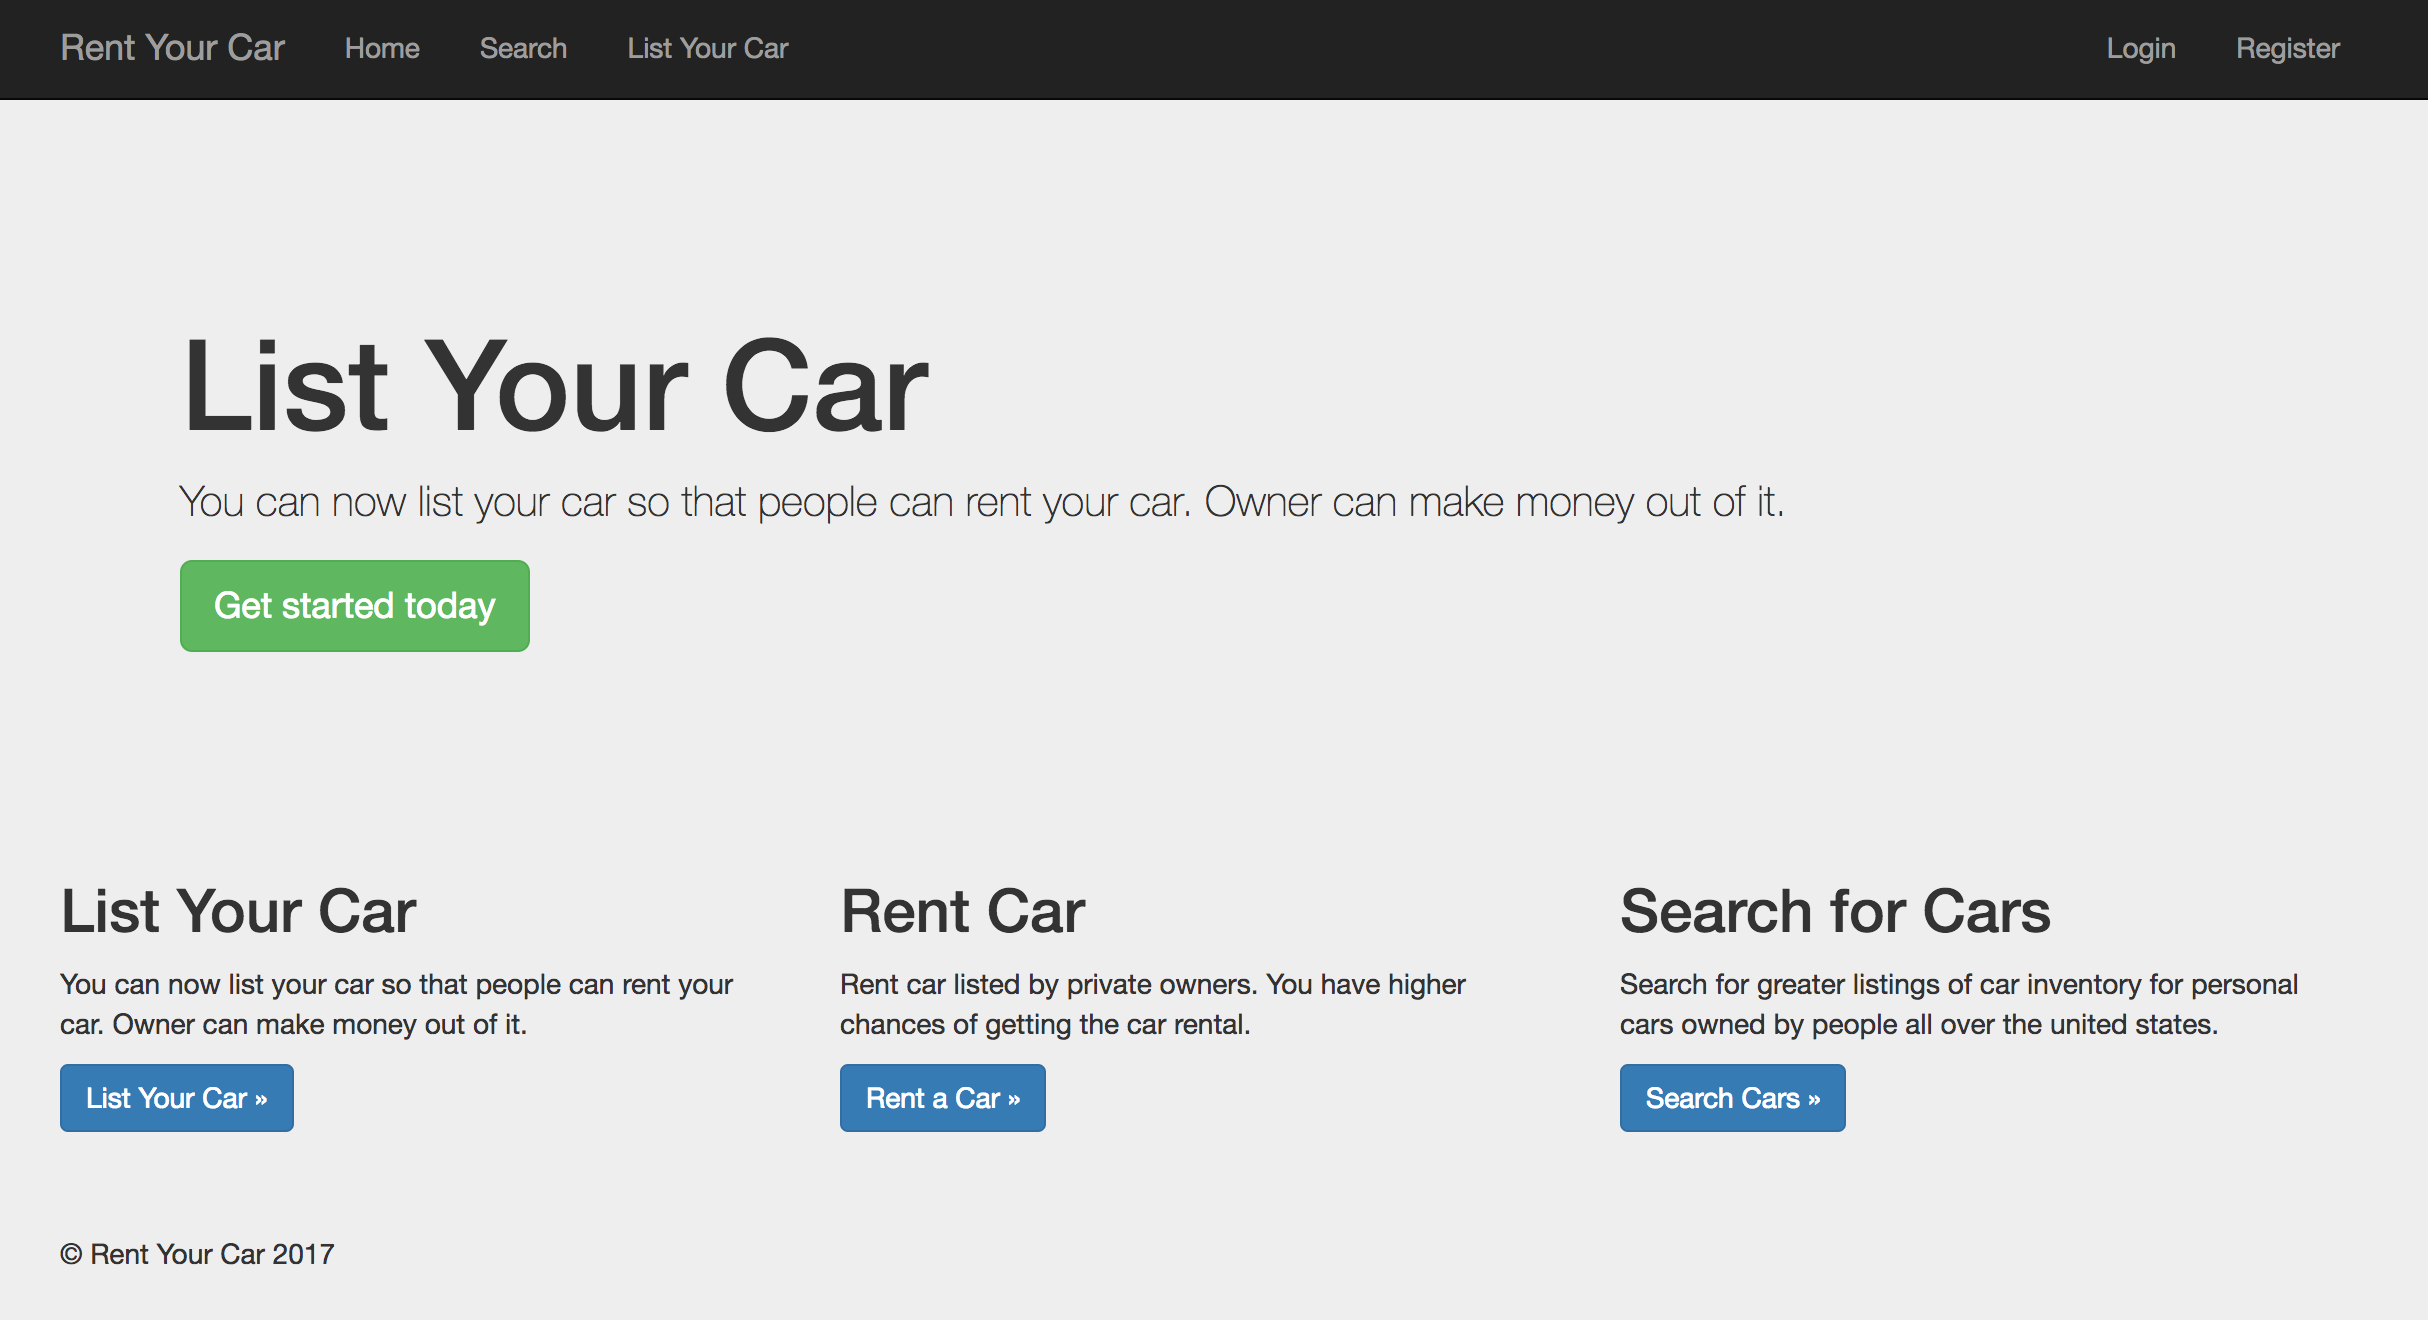 Rent Your Car Home Search List Your Car Login Register
List Your Car
You can now list your car so that people can rent your car. Owner can make money out of it.
Get started today
List Your Car
You can now list your car so that people can rent your
car. Owner can make money out of it.
List Your Car »
Rent Car
Rent car listed by private owners. You have higher
chances of getting the car rental.
Rent a Car »
Search for Cars
Search for greater listings of car inventory for personal
cars owned by people all over the united states.
Search Cars »
© Rent Your Car 2017